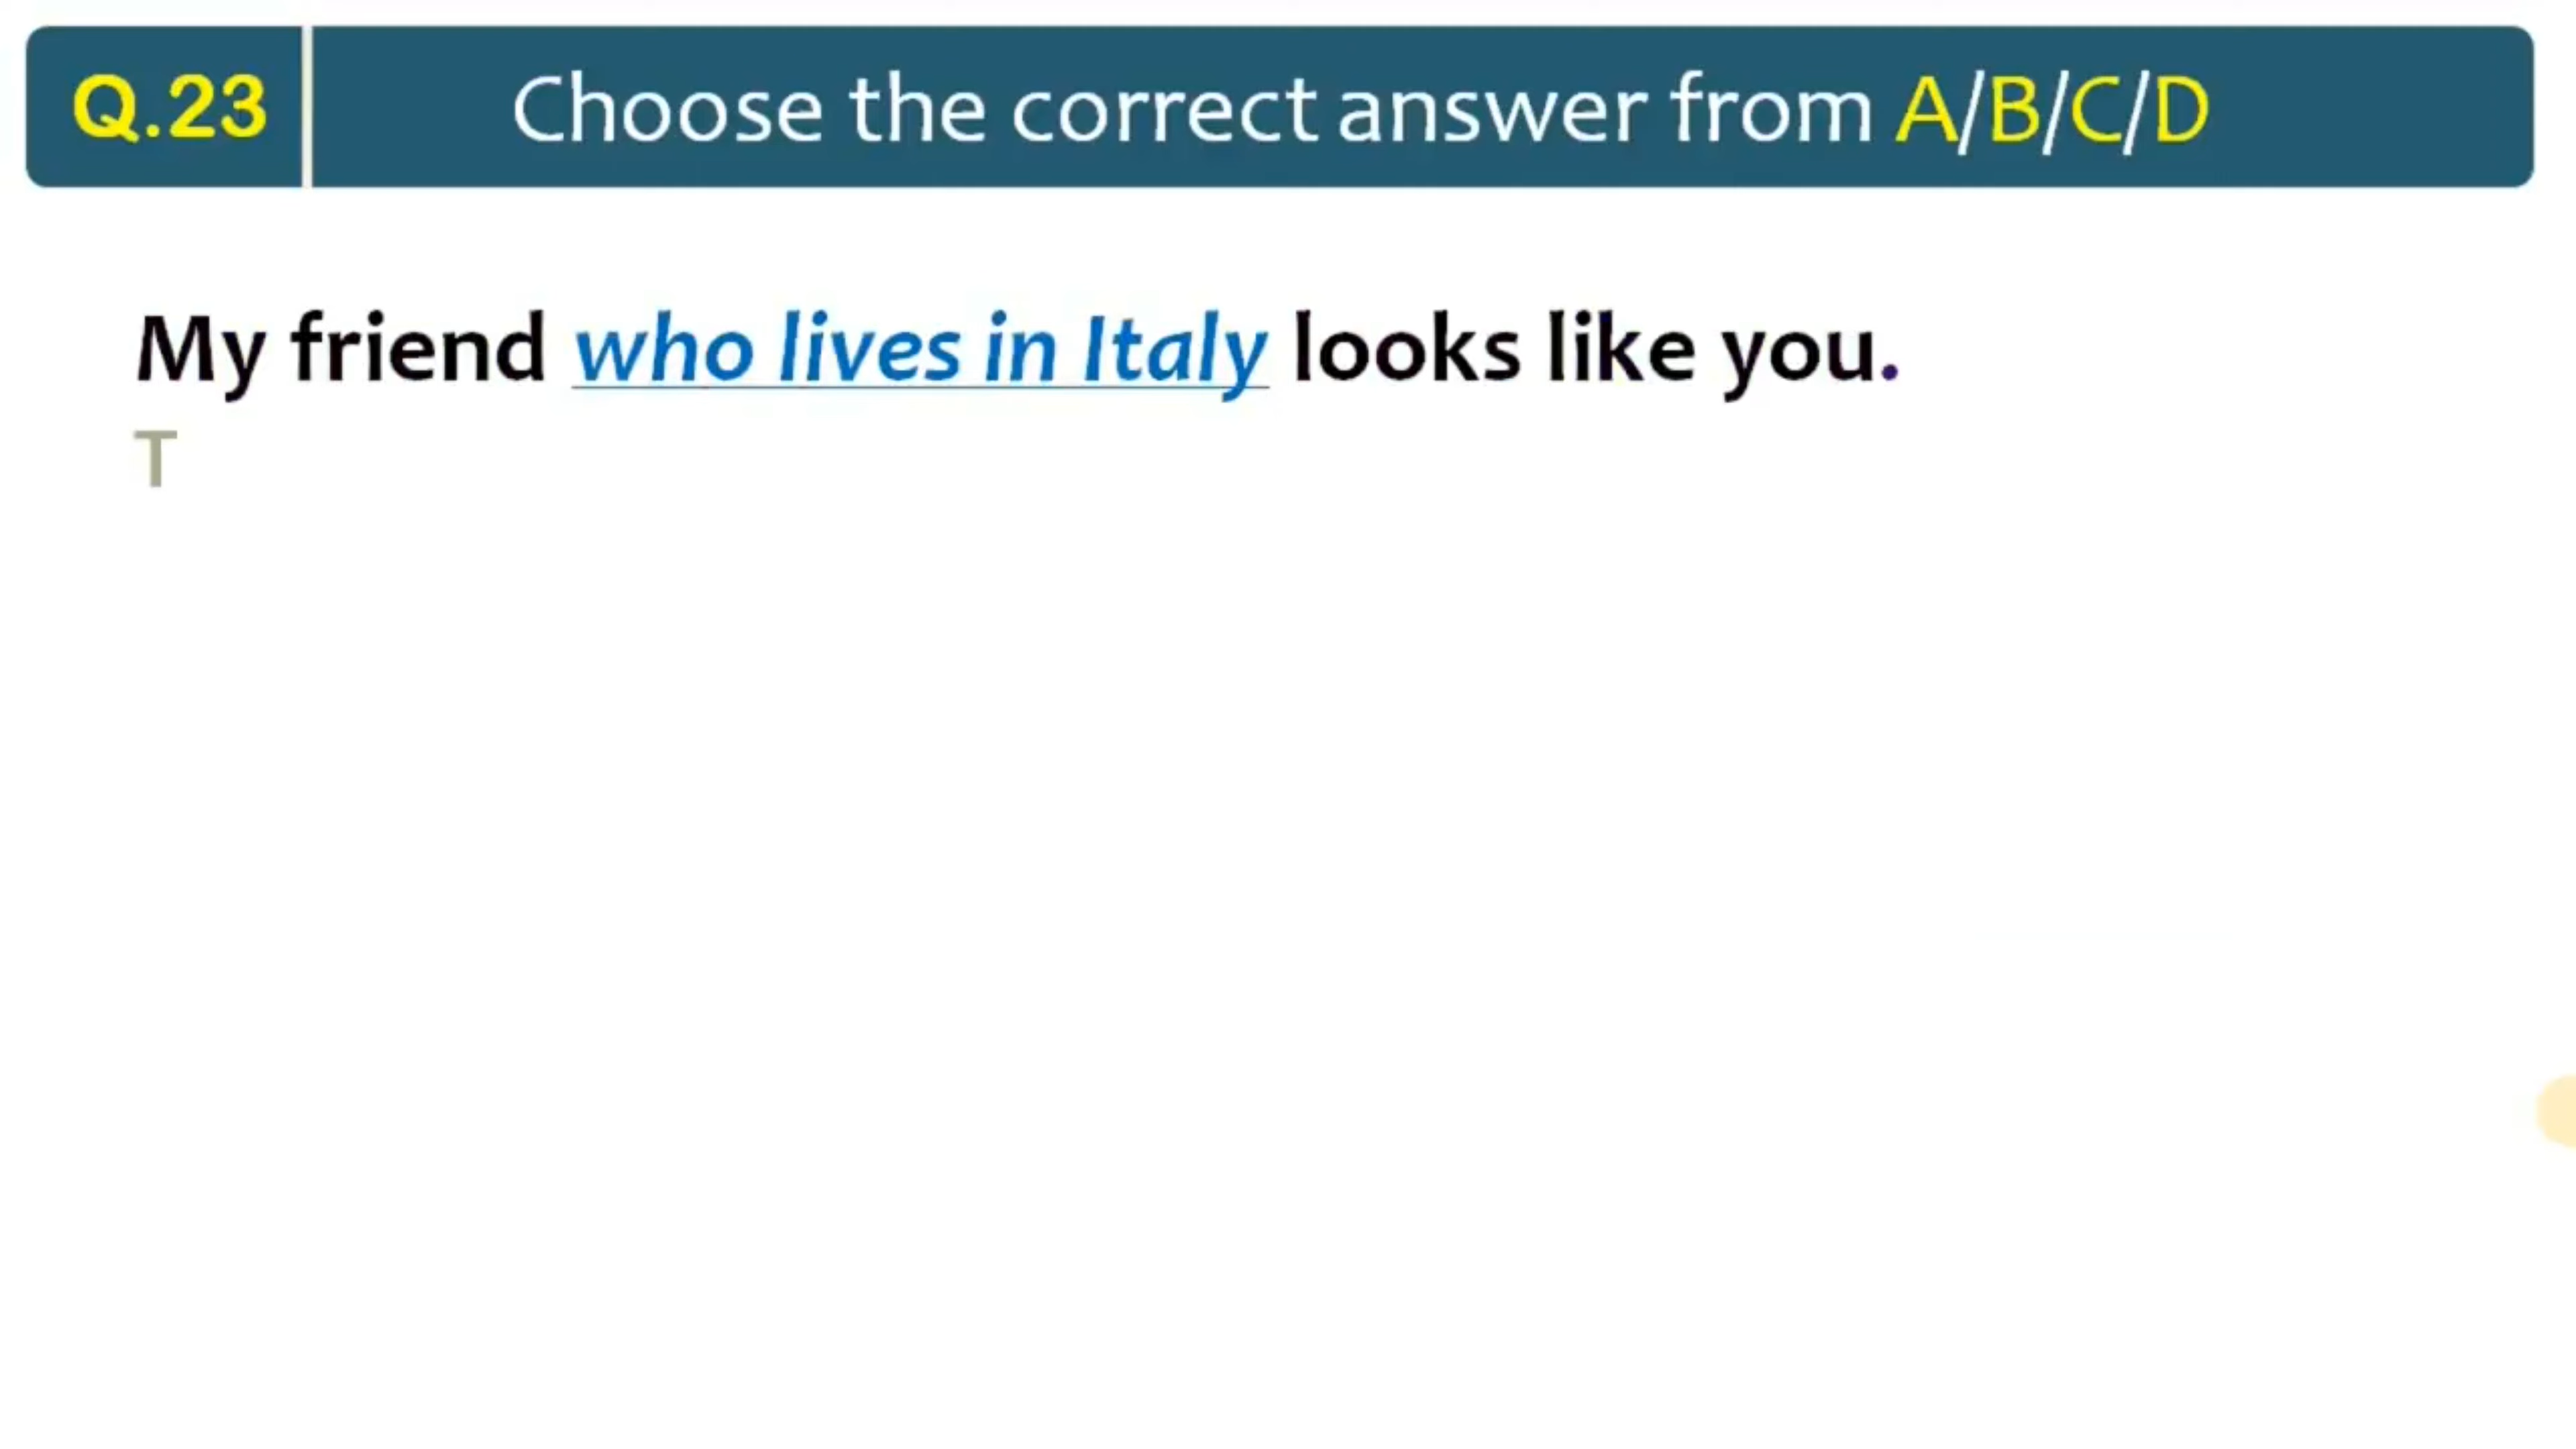 Q.23 Choose the correct answer from A/B/C/D
My friend who lives in Italy looks like you.
T